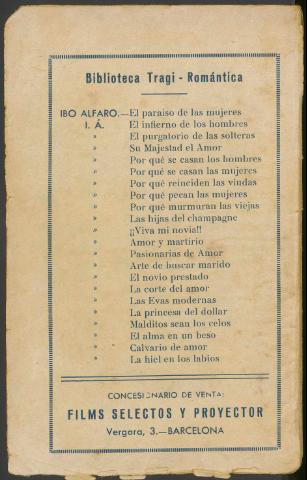 Biblioteca Tragi - Romántica
IBO ALFARO.—El paraíso de las mujeres
I. Á. El infierno de los hombres
» El purgatorio de las solteras
» Su Majestad el Amor
» Por qué se casan los hombres
» Por qué se casan las mujeres
» Por qué reinciden las viudas
» Por qué pecan las mujeres
» Por qué murmuran las viejas
» Las hijas del champagne
» ¡¡Viva mi novia!!
» Amor y martirio
» Pasionarias de Amor
» Arte de buscar marido
» El novio prestado
» La corte del amor
» Las Evas modernas
» La princesa del dollar
» Malditos sean los celos
» El alma en un beso
» Calvario de amor
» La hiel en los labios
CONCESIONARIO DE VENTA:
FILMS SELECTOS Y PROYECTOR
Vergara, 3.—BARCELONA